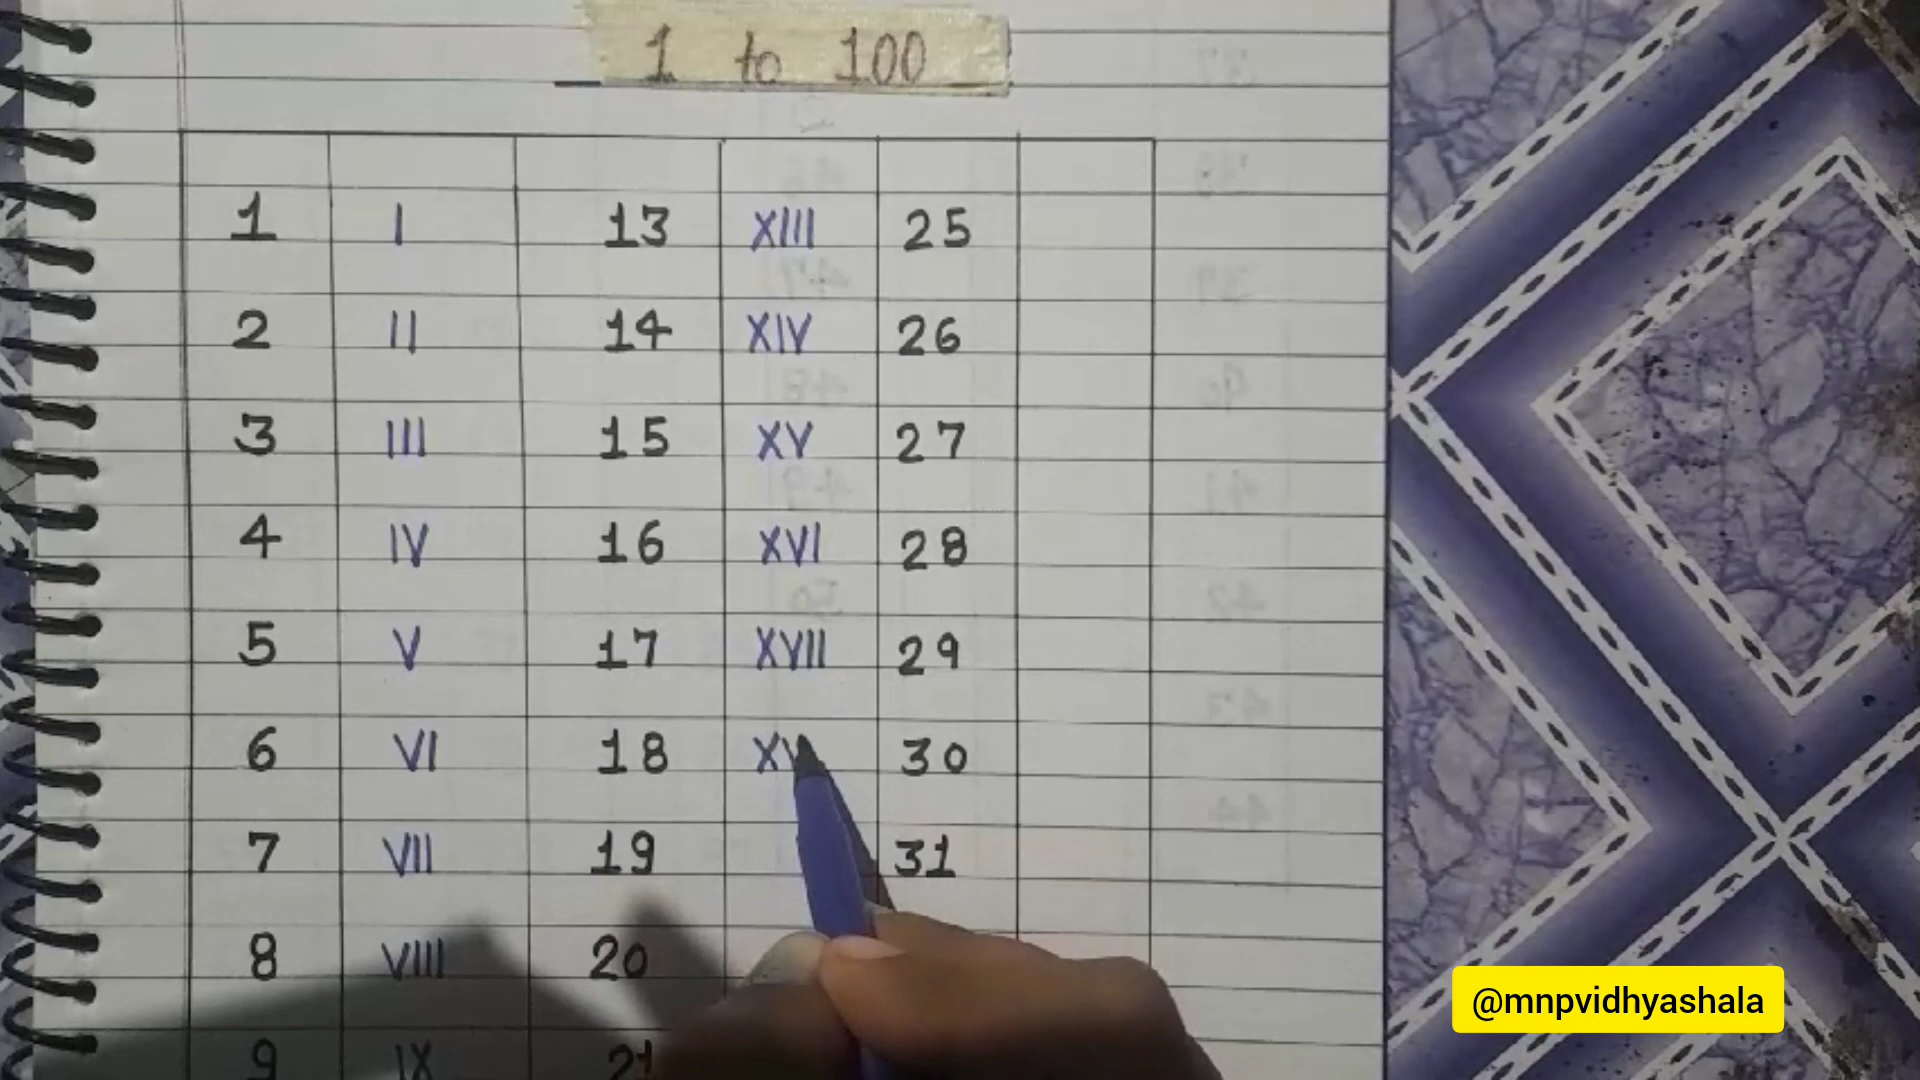 1 to 100
1 I 13 XIII 25
2 II 14 XIV 26
3 III 15 XV 27
4 IV 16 XVI 28
5 V 17 XVII 29
6 VI 18 XV 30
7 VII 19 31
8 VIII 20
9 IX 21
@mnpvidhyashala